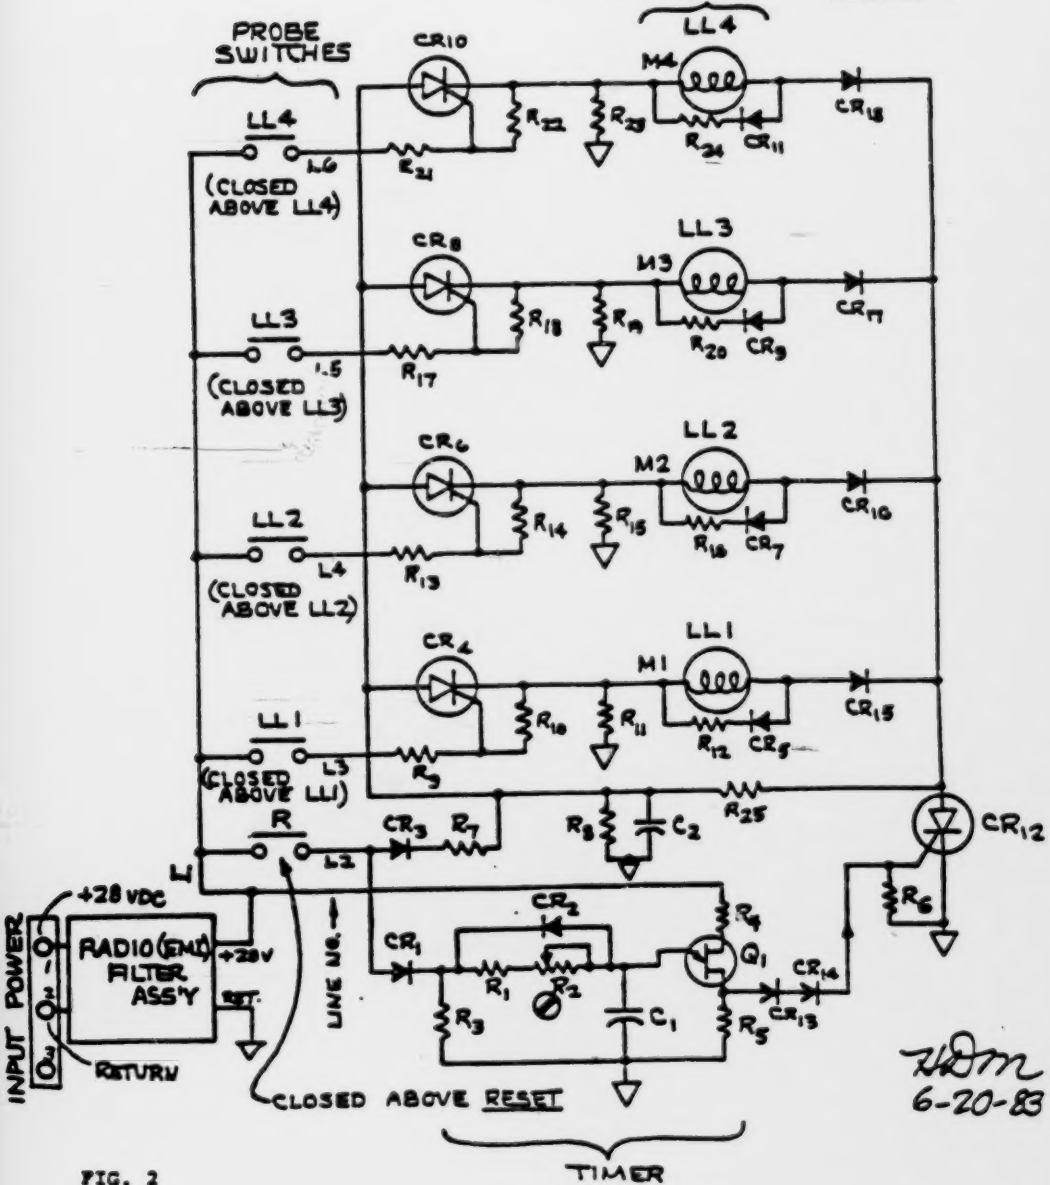 LL4
PROBE
SWITCHES
CR10
M4
LL4
R22
R23
R24
CR11
CR18
L6
R21
(CLOSED
ABOVE LL4)
LL3
CR8
M3
LL3
R18
R19
R20
CR9
CR17
L5
R17
(CLOSED
ABOVE LL3)
LL2
CR6
M2
LL2
R14
R15
R16
CR7
CR16
L4
R13
(CLOSED
ABOVE LL2)
LL1
CR4
M1
LL1
R10
R11
R12
CR5
CR15
L3
R9
(CLOSED
ABOVE LL1)
R
L2
CR3
R7
R8
C2
R25
CR12
R6
L1
+28 VDC
INPUT POWER
1
2
3
RADIO (EMI)
FILTER
ASS'Y
+28V
RET.
RETURN
LINE NO.
CR1
CR2
R1
R2
R3
C1
R4
Q1
R5
CR13
CR14
CLOSED ABOVE RESET
TIMER
HDM
6-20-83
FIG. 2